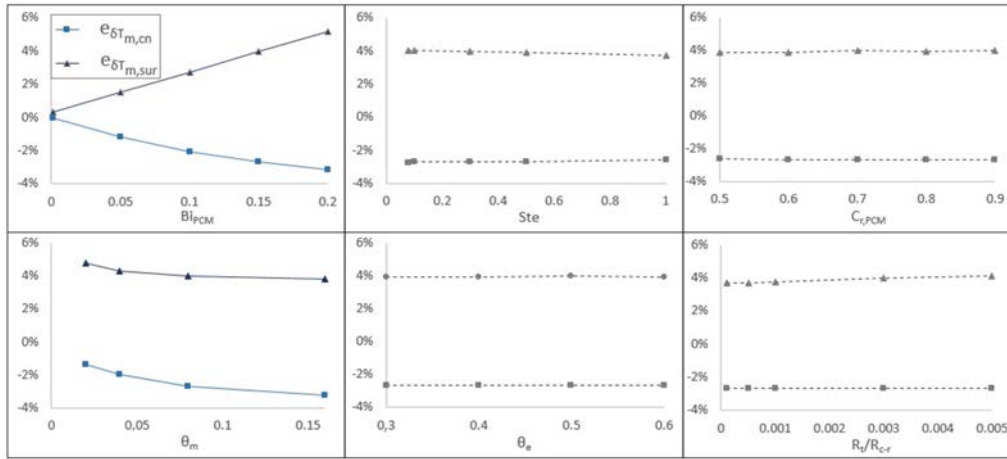 6%
e_{δT_{m,cn}}
4%
e_{δT_{m,sur}}
2%
0%
-2%
-4%
0 0.05 0.1 0.15 0.2
Bi_{PCM}
6%
4%
2%
0%
-2%
-4%
0 0.2 0.4 0.6 0.8 1
Ste
6%
4%
2%
0%
-2%
-4%
0.5 0.6 0.7 0.8 0.9
C_{r,PCM}
6%
4%
2%
0%
-2%
-4%
0 0.05 0.1 0.15
θ_m
6%
4%
2%
0%
-2%
-4%
0,3 0.4 0.5 0.6
θ_e
6%
4%
2%
0%
-2%
-4%
0 0.001 0.002 0.003 0.004 0.005
R_t/R_{c-r}